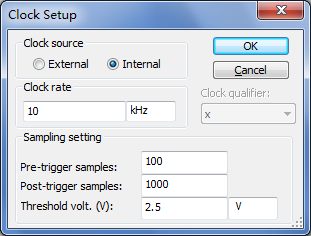 Clock Setup
Clock source
External Internal
OK
Cancel
Clock rate
10 kHz
Clock qualifier:
x
Sampling setting
Pre-trigger samples: 100
Post-trigger samples: 1000
Threshold volt. (V): 2.5 V